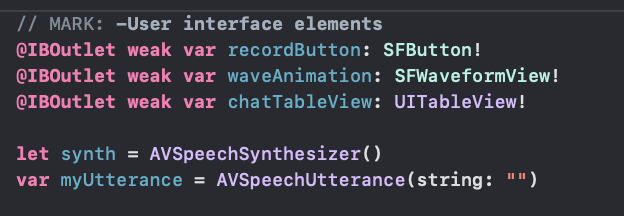 // MARK: -User interface elements
@IBOutlet weak var recordButton: SFButton!
@IBOutlet weak var waveAnimation: SFWaveformView!
@IBOutlet weak var chatTableView: UITableView!
let synth = AVSpeechSynthesizer()
var myUtterance = AVSpeechUtterance(string: "")